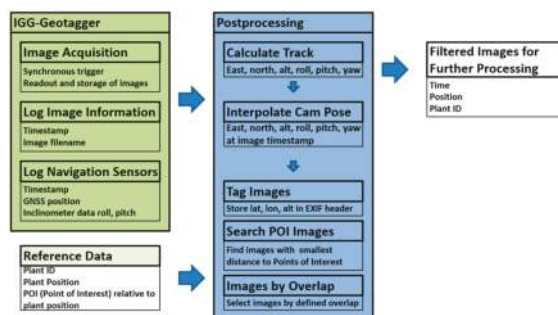 IGG-Geotagger
Image Acquisition
Synchronous trigger
Readout and storage of images
Log Image Information
Timestamp
Image filename
Log Navigation Sensors
Timestamp
GNSS position
Inclinometer data roll, pitch
Reference Data
Plant ID
Plant Position
POI (Point of Interest) relative to
plant position
Postprocessing
Calculate Track
East, north, alt, roll, pitch, yaw
Interpolate Cam Pose
East, north, alt, roll, pitch, yaw
at image timestamp
Tag Images
Store lat, lon, alt in EXIF header
Search POI Images
Find images with smallest
distance to Points of Interest
Images by Overlap
Select images by defined overlap
Filtered Images for
Further Processing
Time
Position
Plant ID